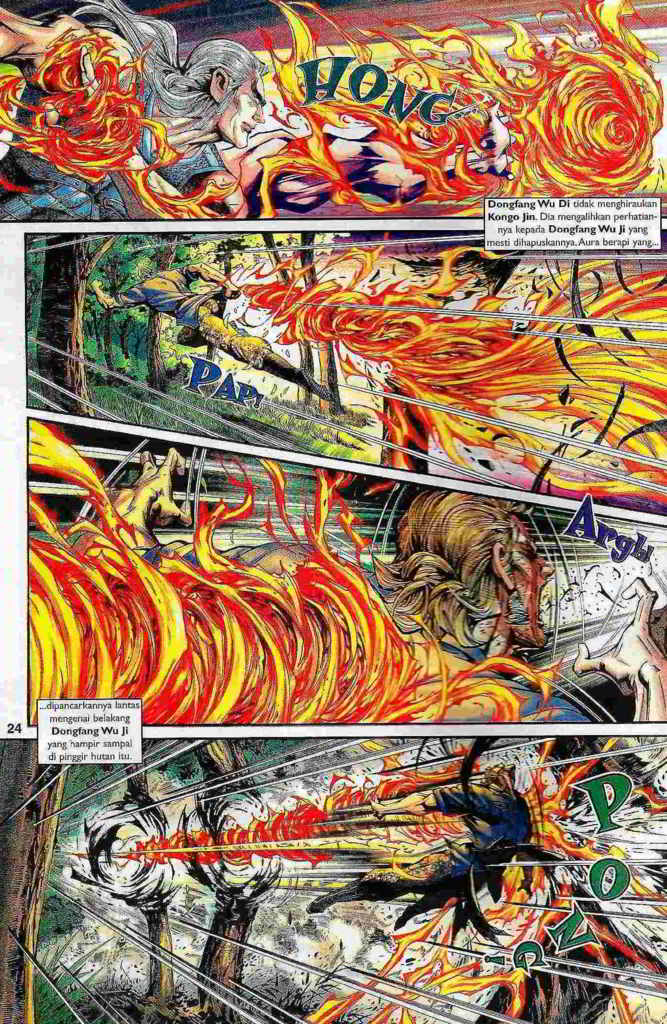 HONG...
Dongfang Wu Di tidak menghiraukan
Kongo Jin. Dia mengalihkan perhatian-
nya kepada Dongfang Wu Ji yang
mesti dihapuskannya. Aura berapi yang...
PAP!
Argh!
...dipancarkannya lantas
mengenai belakang
Dongfang Wu Ji
yang hampir sampai
di pinggir hutan itu.
24
PONG!